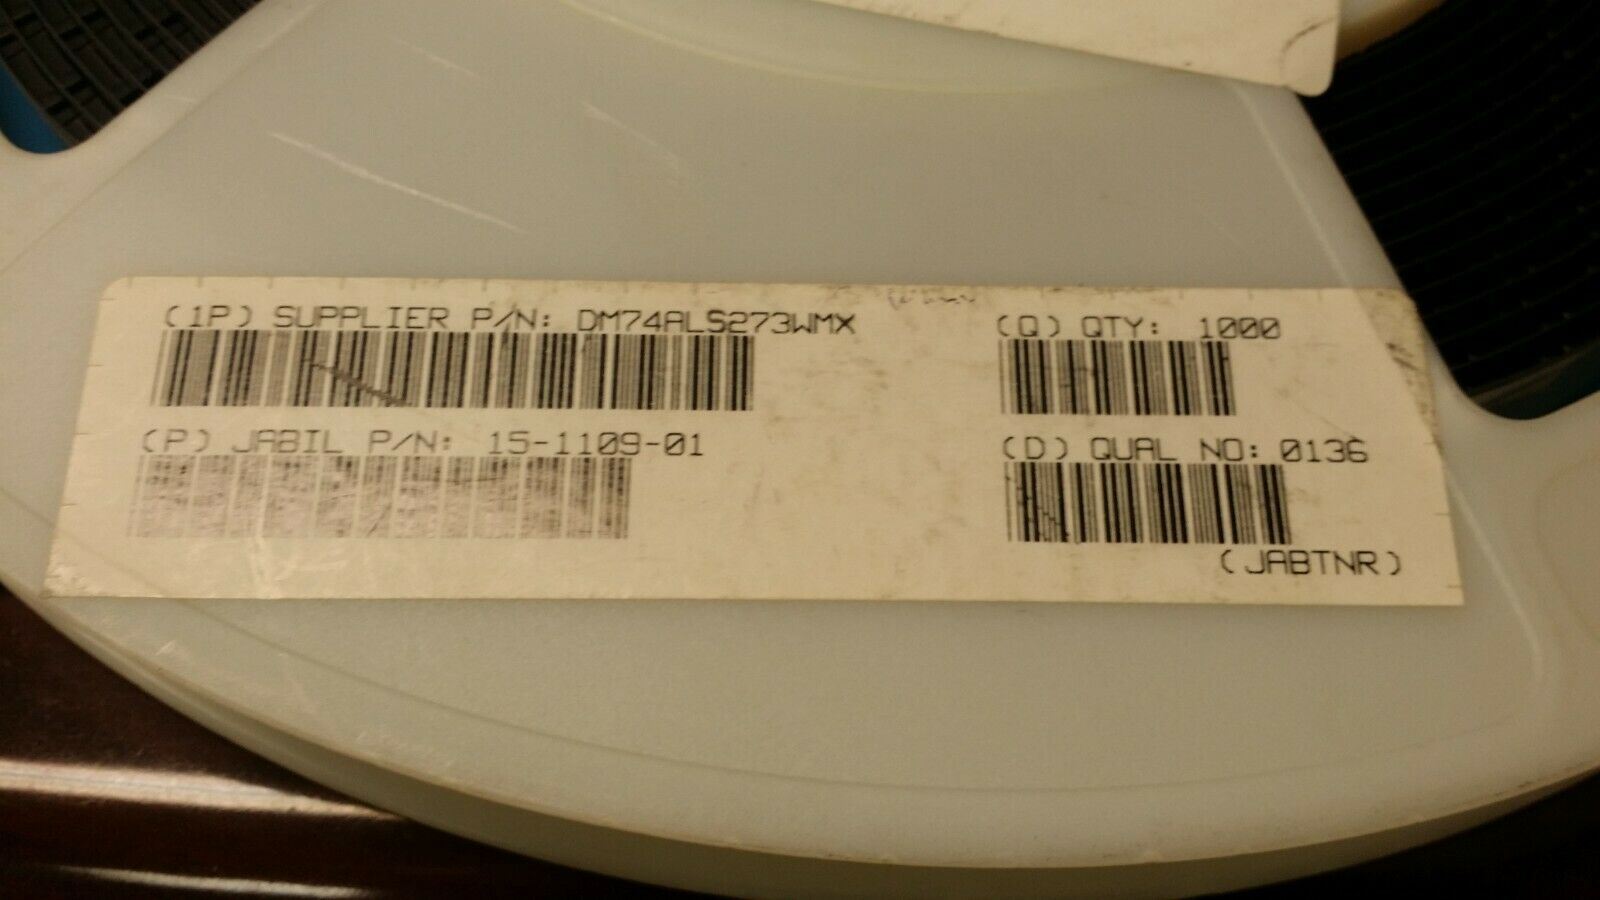 (1P) SUPPLIER P/N: DM74ALS273WMX
(Q) QTY: 1000
(P) JABIL P/N: 15-1109-01
(D) QUAL NO: 0136
(JABTNR)